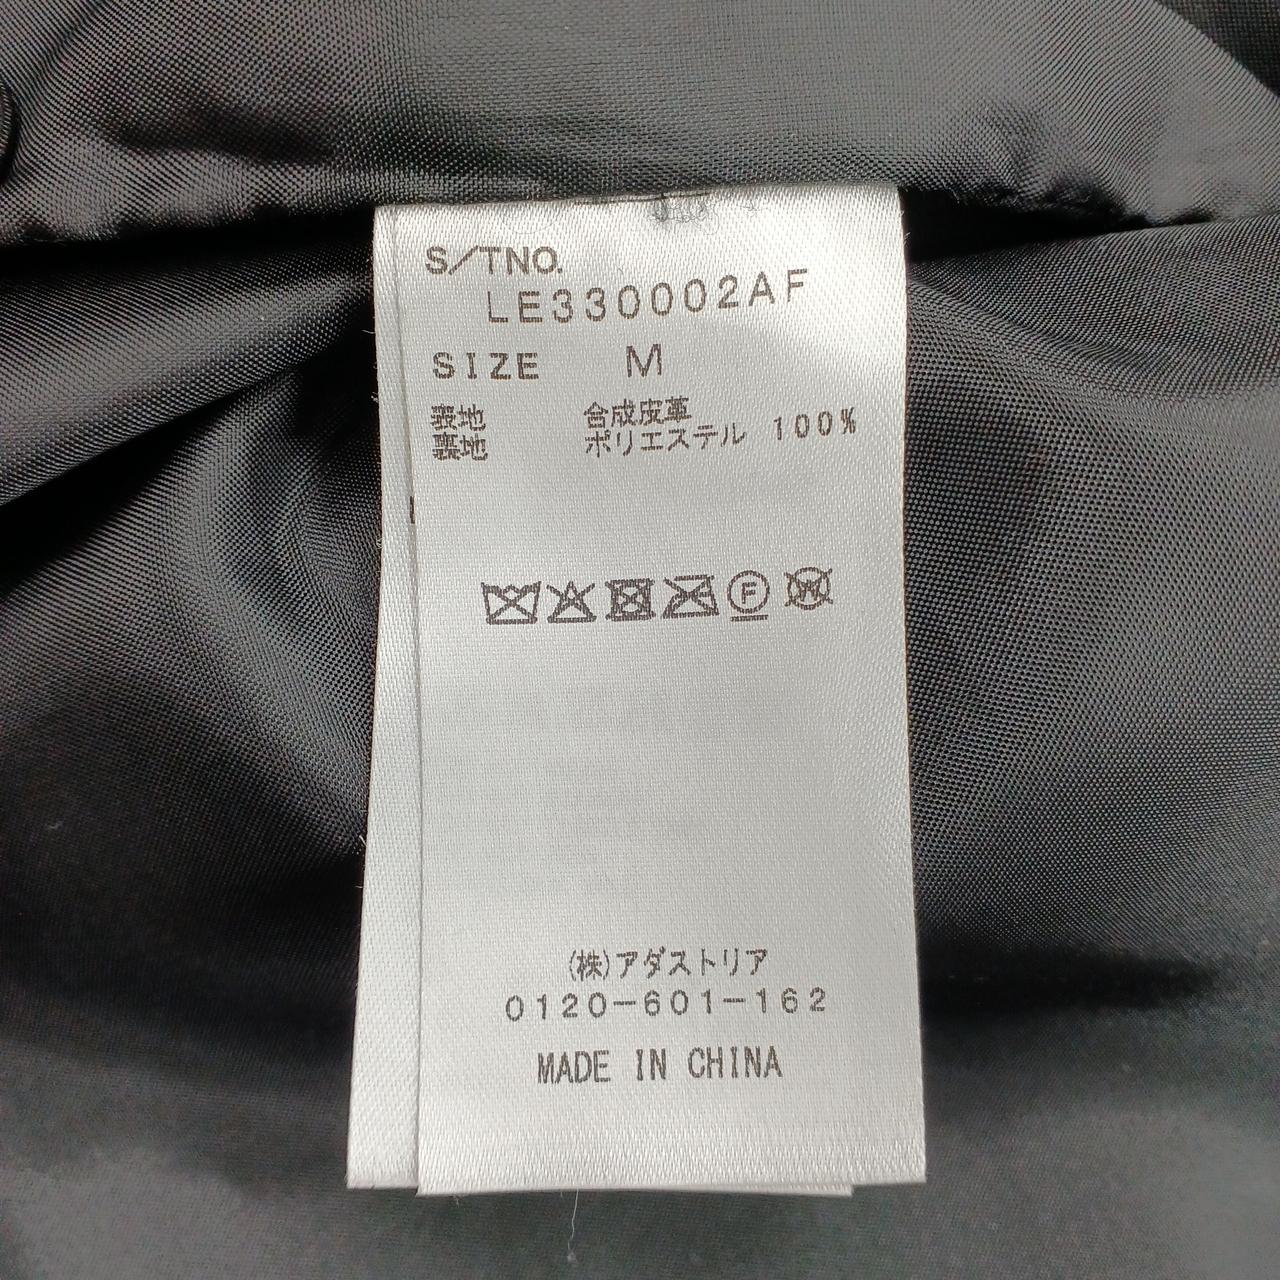 S/TNO.
LE330002AF
SIZE M
表地 合成皮革
裏地 ポリエステル 100%
F
W
(株)アダストリア
0120-601-162
MADE IN CHINA